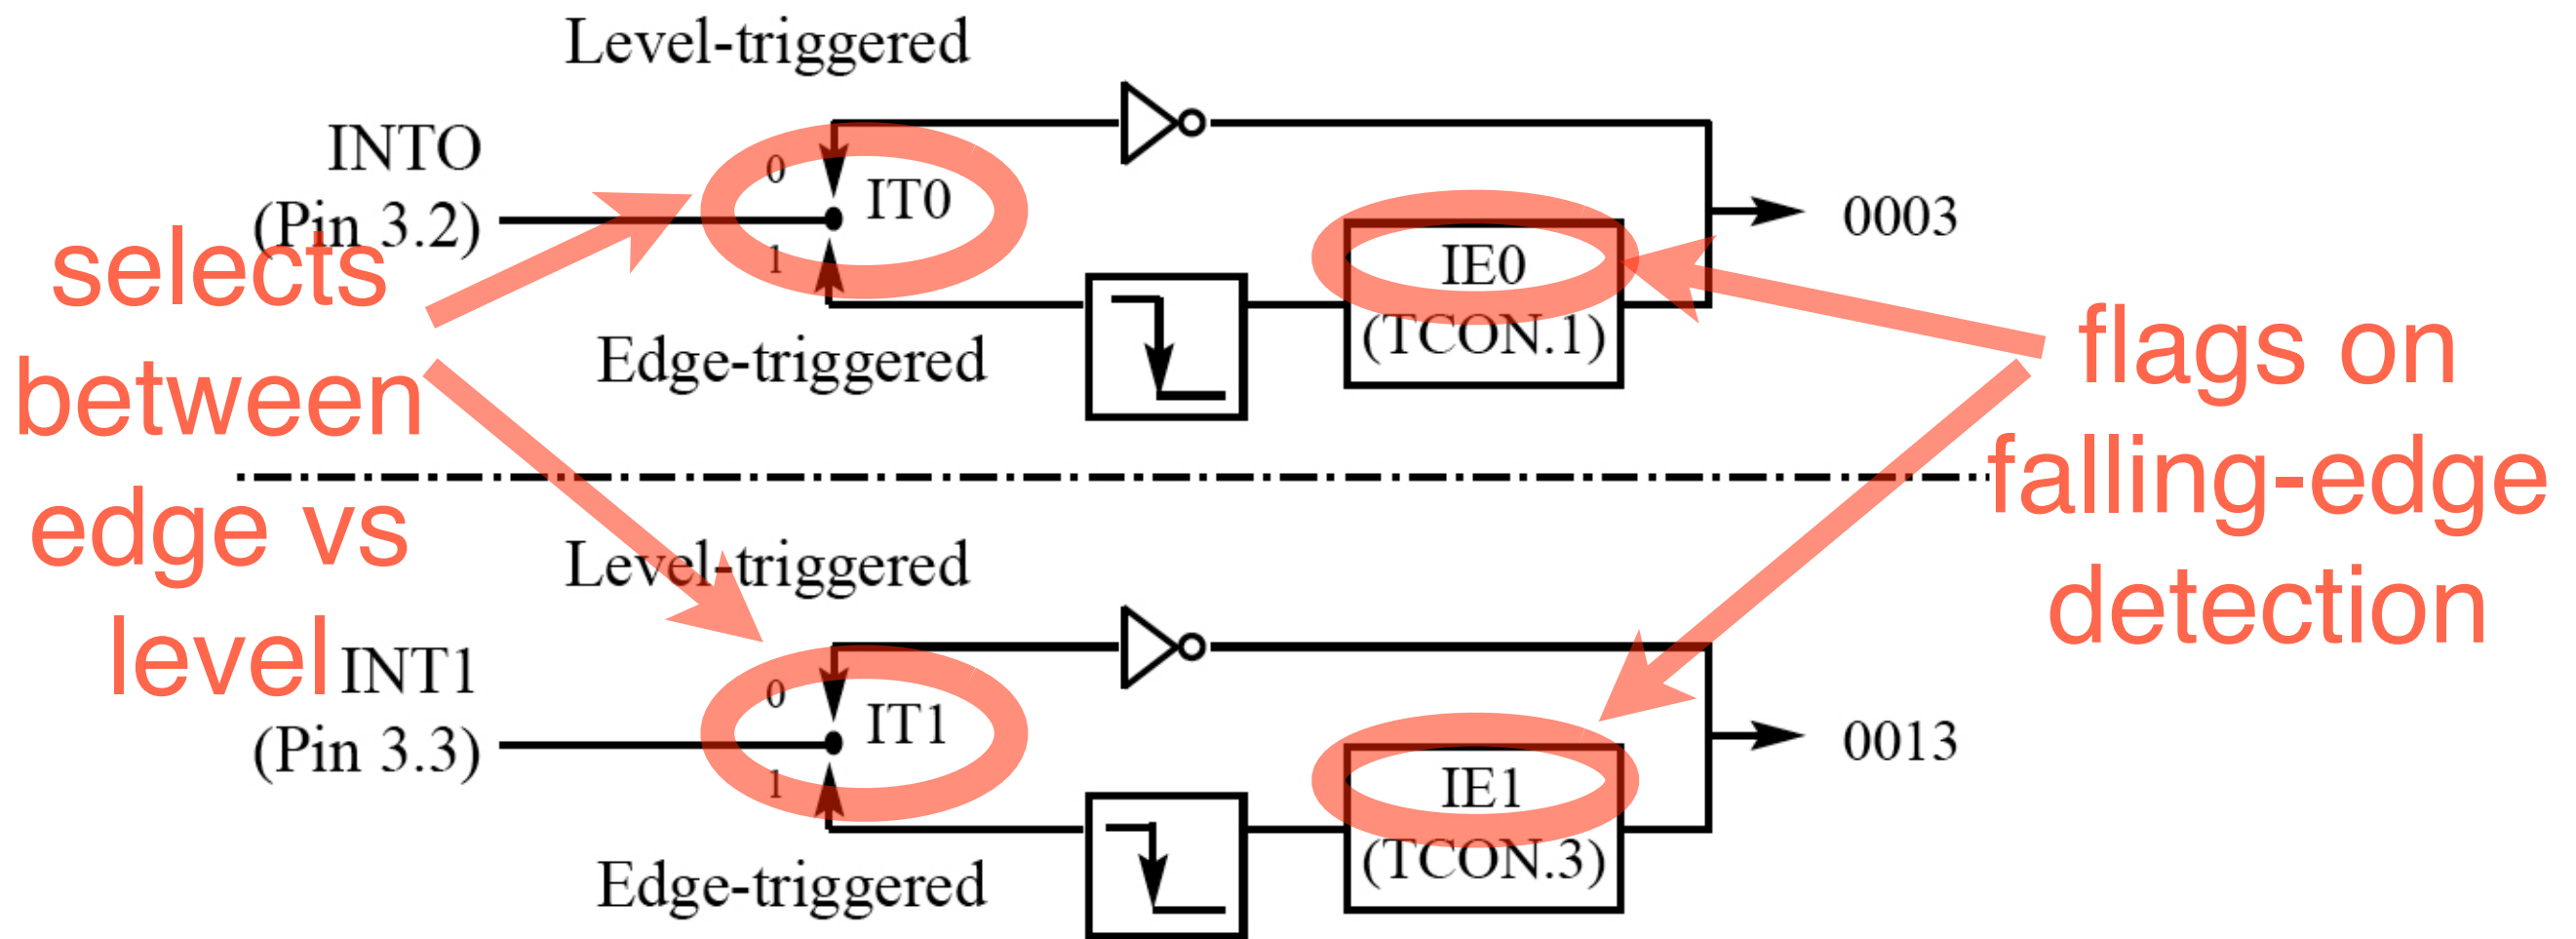 Level-triggered
INTO
(Pin 3.2)
0
IT0
1
Edge-triggered
IE0
(TCON.1)
0003
selects
between
edge vs
level
flags on
falling-edge
detection
Level-triggered
INT1
(Pin 3.3)
0
IT1
1
Edge-triggered
IE1
(TCON.3)
0013